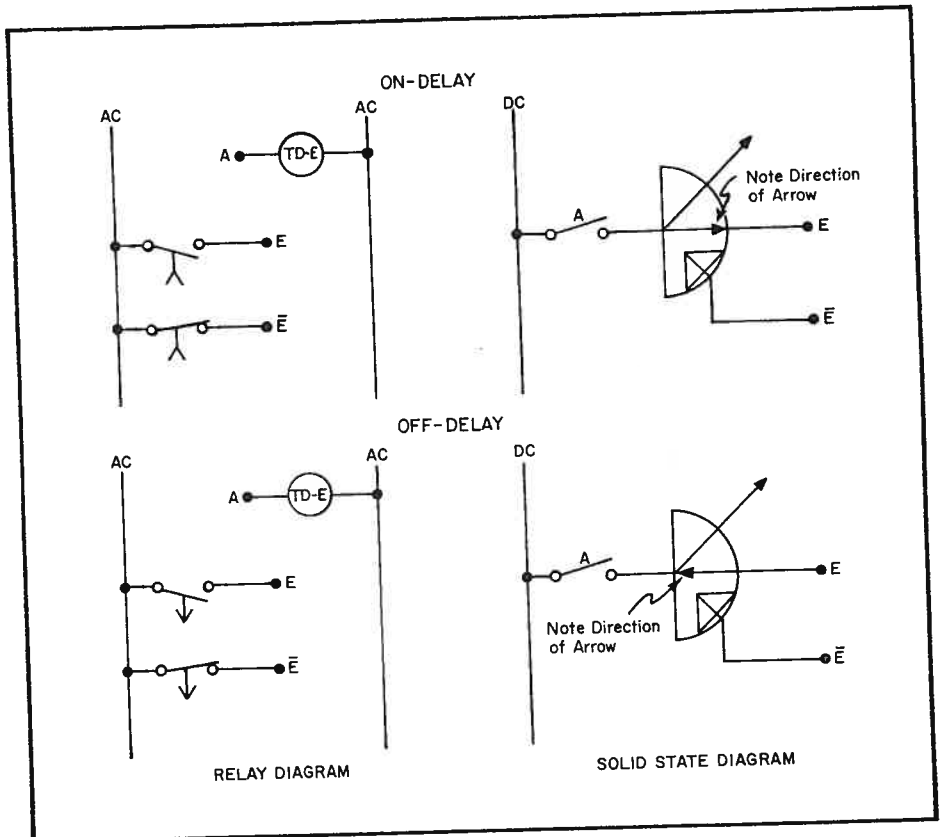 ON-DELAY
AC
AC
A
TD-E
E
E̅
DC
A
Note Direction
of Arrow
E
E̅
OFF-DELAY
AC
AC
A
TD-E
E
E̅
DC
A
Note Direction
of Arrow
E
E̅
RELAY DIAGRAM
SOLID STATE DIAGRAM